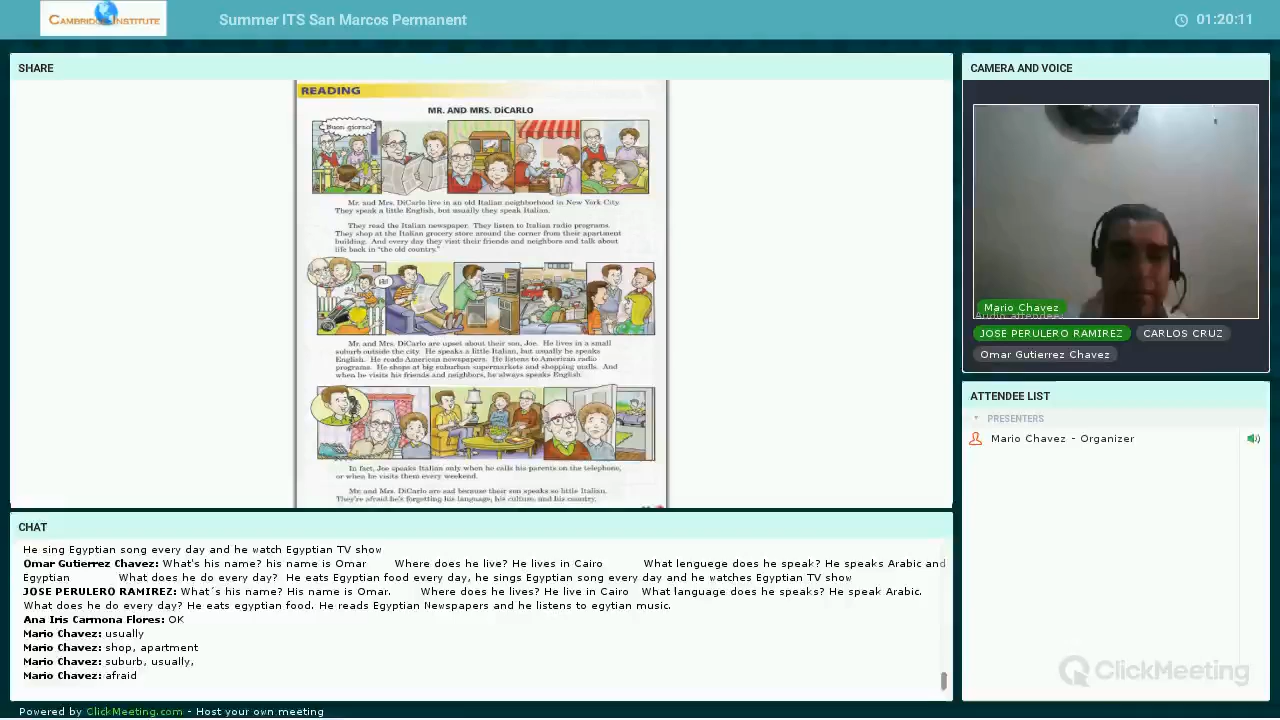 CAMBRIDGE INSTITUTE
Summer ITS San Marcos Permanent
01:20:11
SHARE
READING
MR. AND MRS. DiCARLO
Buon giorno!
Mr. and Mrs. DiCarlo live in an old Italian neighborhood in New York City.
They speak a little English, but usually they speak Italian.
They read the Italian newspaper. They listen to Italian radio programs.
They shop at the Italian grocery store around the corner from their apartment
building. And every day they visit their friends and neighbors and talk about
life back in "the old country."
Hi!
Mr. and Mrs. DiCarlo are upset about their son, Joe. He lives in a small
suburb outside the city. He speaks a little Italian, but usually he speaks
English. He reads American newspapers. He listens to American radio
programs. He shops at big suburban supermarkets and shopping malls. And
when he visits his friends and neighbors, he always speaks English.
In fact, Joe speaks Italian only when he calls his parents on the telephone,
or when he visits them every weekend.
Mr. and Mrs. DiCarlo are sad because their son speaks so little Italian.
They're afraid he's forgetting his language, his culture, and his country.
CAMERA AND VOICE
Mario Chavez
Audio attendees
JOSE PERULERO RAMIREZ CARLOS CRUZ
Omar Gutierrez Chavez
ATTENDEE LIST
PRESENTERS
Mario Chavez - Organizer
CHAT
He sing Egyptian song every day and he watch Egyptian TV show
Omar Gutierrez Chavez: What's his name? his name is Omar Where does he live? He lives in Cairo What lenguege does he speak? He speaks Arabic and
Egyptian What does he do every day? He eats Egyptian food every day, he sings Egyptian song every day and he watches Egyptian TV show
JOSE PERULERO RAMIREZ: What´s his name? His name is Omar. Where does he lives? He live in Cairo What language does he speaks? He speak Arabic.
What does he do every day? He eats egyptian food. He reads Egyptian Newspapers and he listens to egytian music.
Ana Iris Carmona Flores: OK
Mario Chavez: usually
Mario Chavez: shop, apartment
Mario Chavez: suburb, usually,
Mario Chavez: afraid
ClickMeeting
Powered by ClickMeeting.com - Host your own meeting